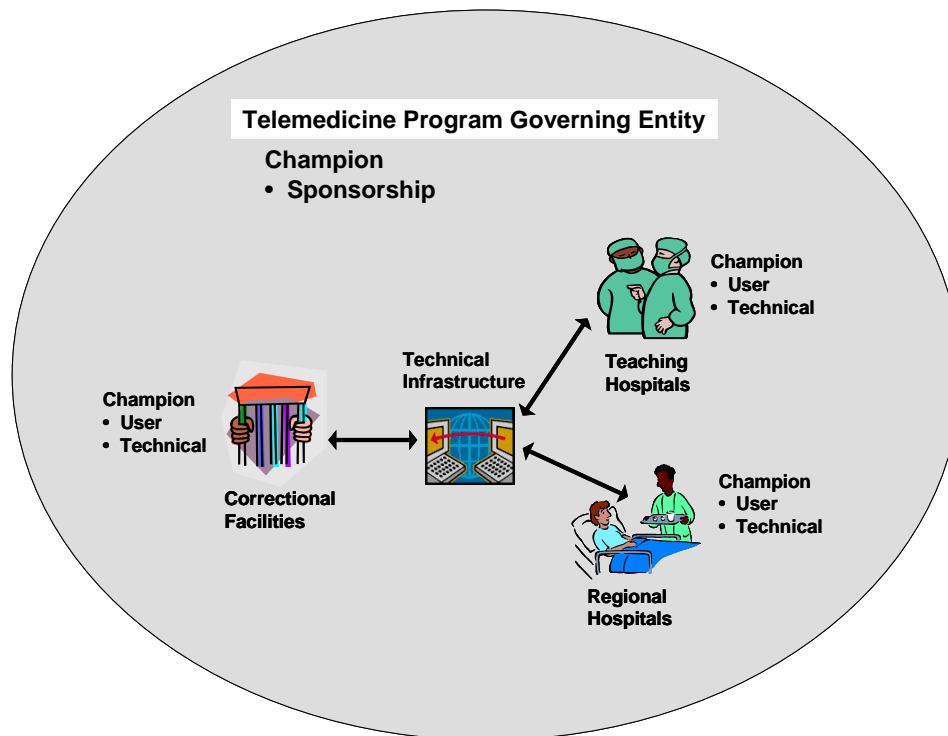 Telemedicine Program Governing Entity
Champion
• Sponsorship
Champion
• User
• Technical
Teaching
Hospitals
Technical
Infrastructure
Champion
• User
• Technical
Correctional
Facilities
Champion
• User
• Technical
Regional
Hospitals